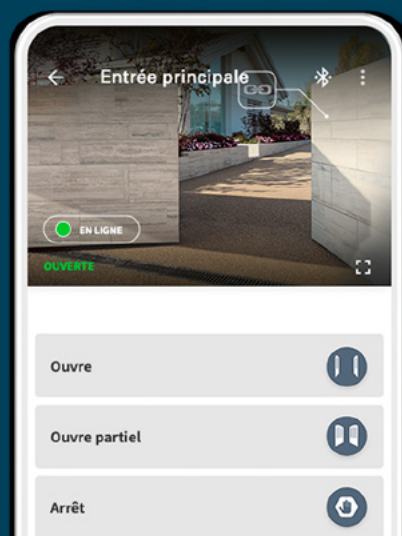 Entrée principale
EN LIGNE
OUVERTE
Ouvre
Ouvre partiel
Arrêt